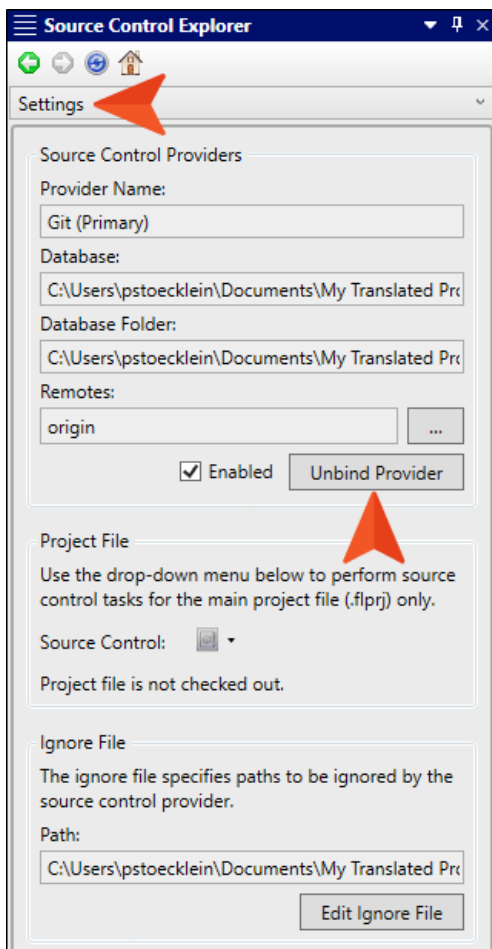 Source Control Explorer
Settings
Source Control Providers
Provider Name:
Git (Primary)
Database:
C:\Users\pstoecklein\Documents\My Translated Pro
Database Folder:
C:\Users\pstoecklein\Documents\My Translated Pro
Remotes:
origin
...
Enabled
Unbind Provider
Project File
Use the drop-down menu below to perform source
control tasks for the main project file (.flprj) only.
Source Control:
Project file is not checked out.
Ignore File
The ignore file specifies paths to be ignored by the
source control provider.
Path:
C:\Users\pstoecklein\Documents\My Translated Pro
Edit Ignore File